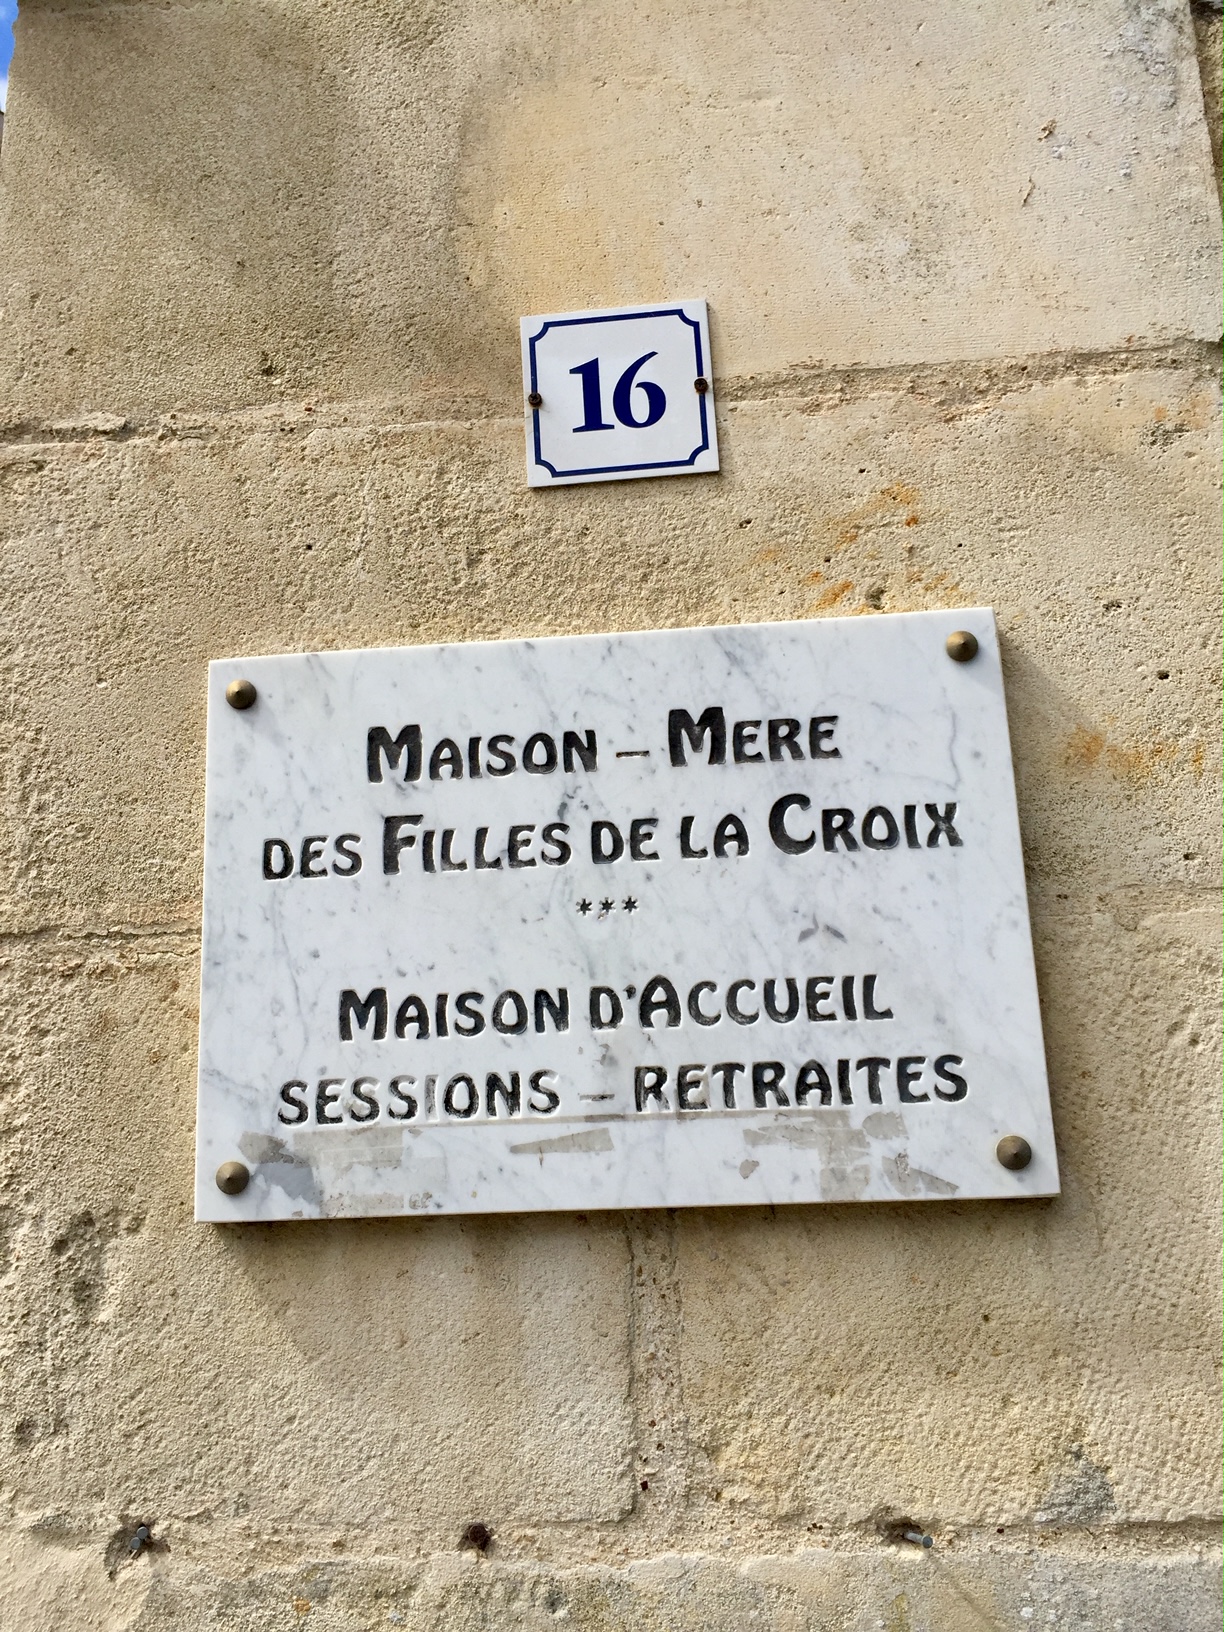 16
MAISON – MERE
DES FILLES DE LA CROIX
***
MAISON D'ACCUEIL
SESSIONS – RETRAITES